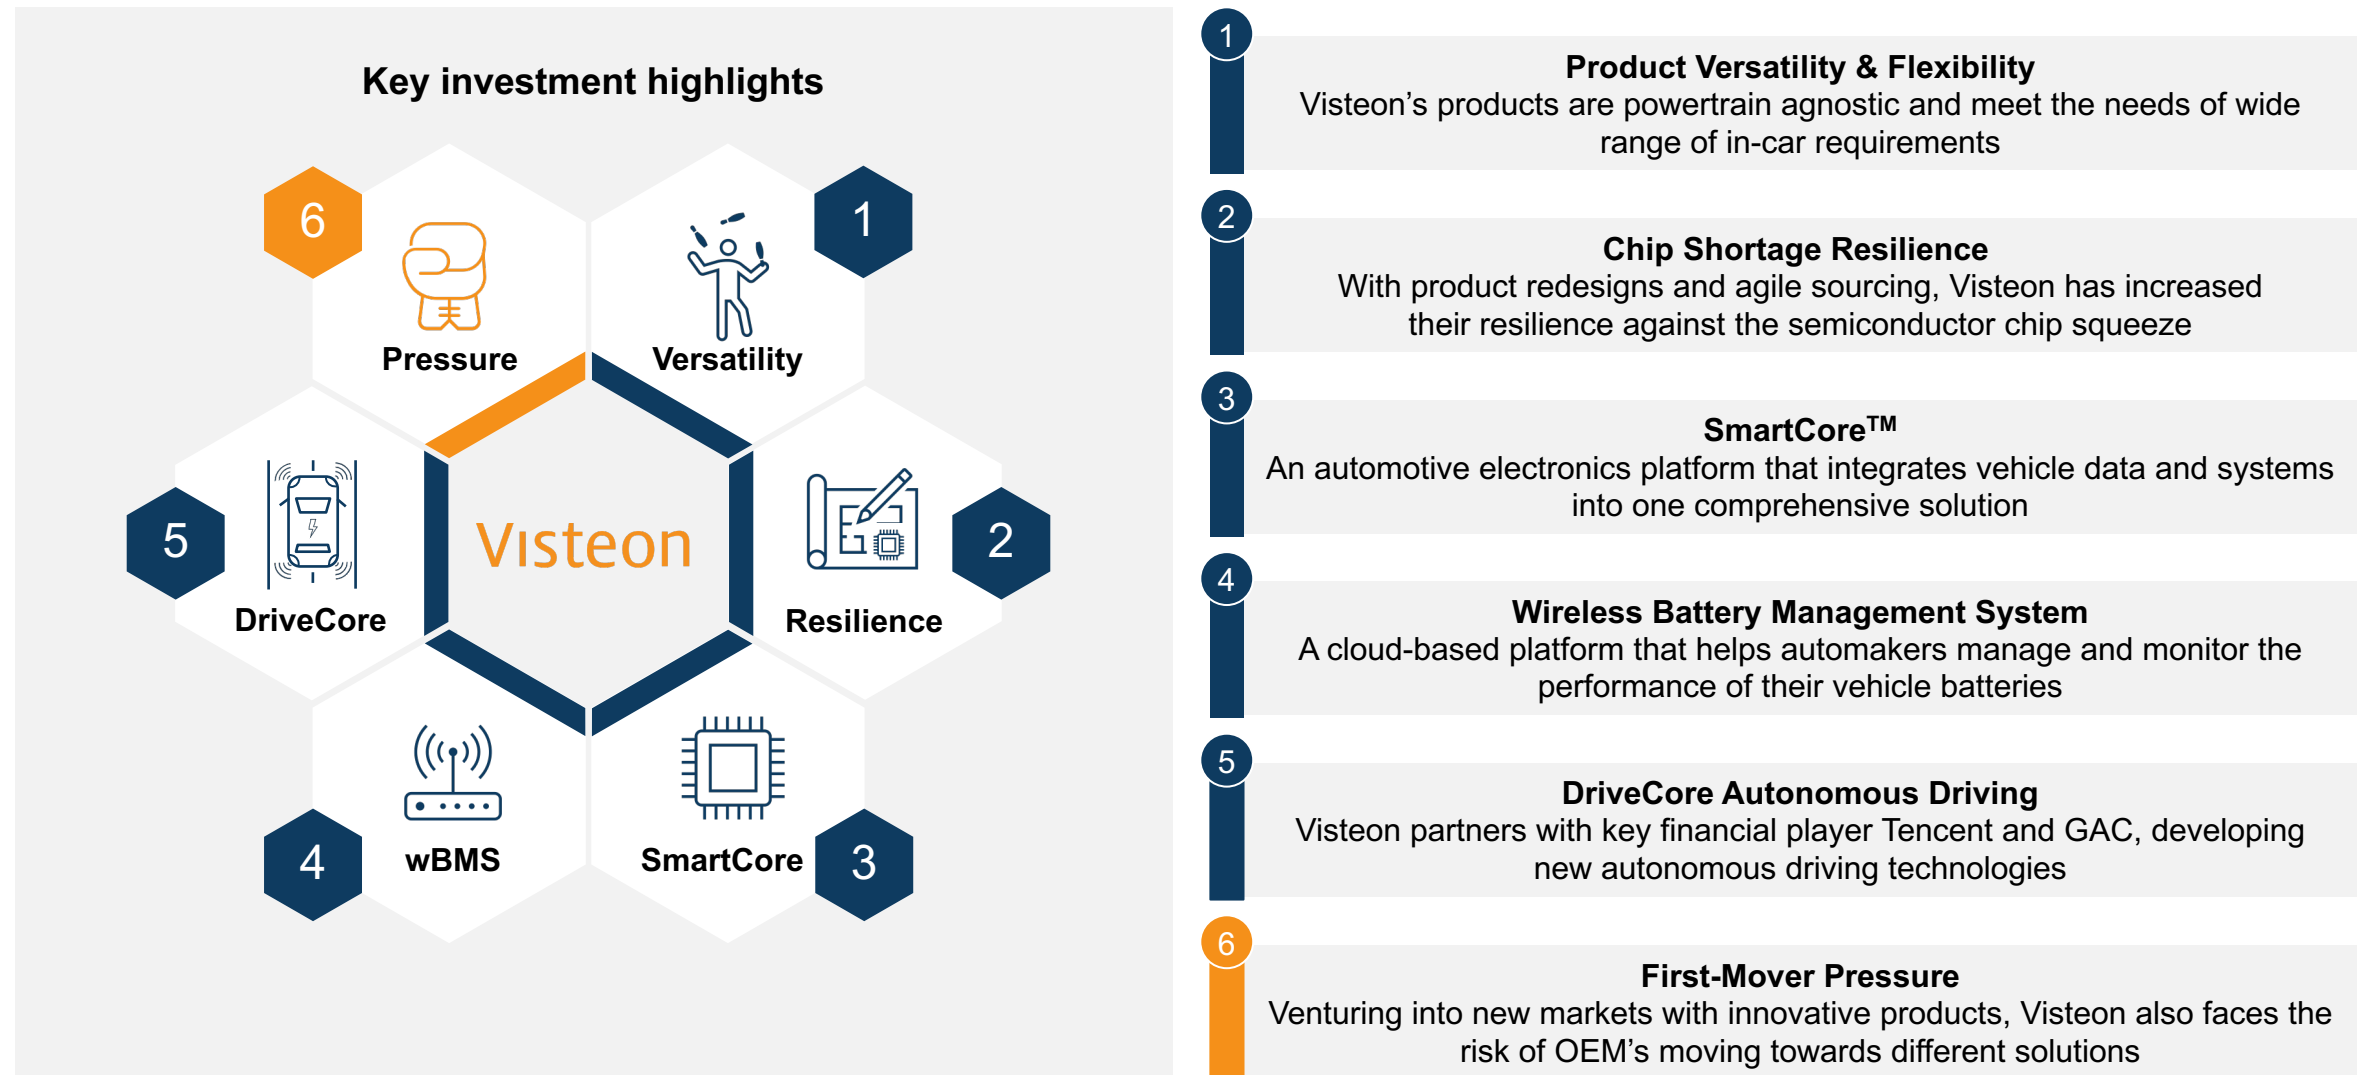 Key investment highlights
6
1
Pressure
Versatility
5
DriveCore
Visteon
Resilience
2
4
wBMS
SmartCore
3
1
Product Versatility & Flexibility
Visteon’s products are powertrain agnostic and meet the needs of wide
range of in-car requirements
2
Chip Shortage Resilience
With product redesigns and agile sourcing, Visteon has increased
their resilience against the semiconductor chip squeeze
3
SmartCore™
An automotive electronics platform that integrates vehicle data and systems
into one comprehensive solution
4
Wireless Battery Management System
A cloud-based platform that helps automakers manage and monitor the
performance of their vehicle batteries
5
DriveCore Autonomous Driving
Visteon partners with key financial player Tencent and GAC, developing
new autonomous driving technologies
6
First-Mover Pressure
Venturing into new markets with innovative products, Visteon also faces the
risk of OEM’s moving towards different solutions